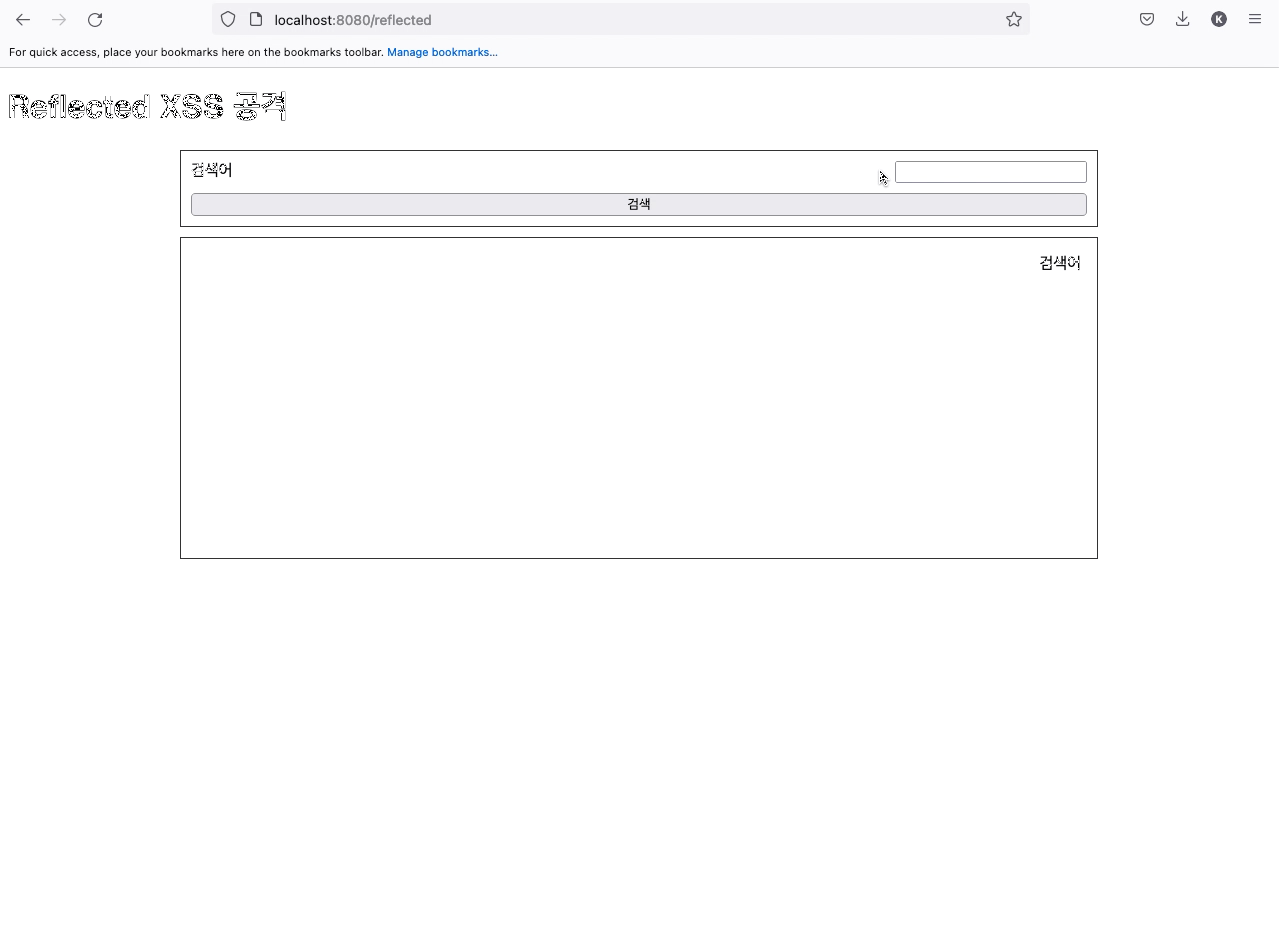 localhost:8080/reflected
K
For quick access, place your bookmarks here on the bookmarks toolbar. Manage bookmarks...
Reflected XSS 공격
검색어
검색
검색어